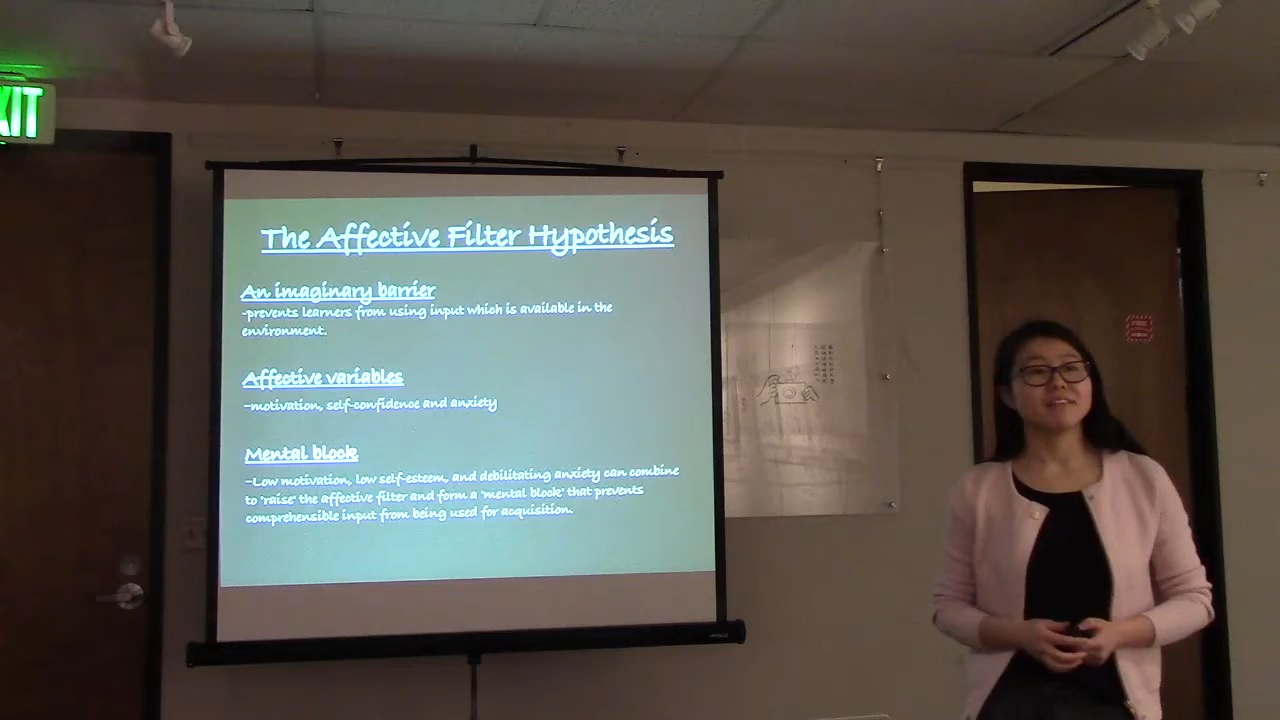 XIT
The Affective Filter Hypothesis
An imaginary barrier
-prevents learners from using input which is available in the
environment.
Affective variables
-motivation, self-confidence and anxiety
Mental block
-Low motivation, low self-esteem, and debilitating anxiety can combine
to 'raise' the affective filter and form a 'mental block' that prevents
comprehensible input from being used for acquisition.